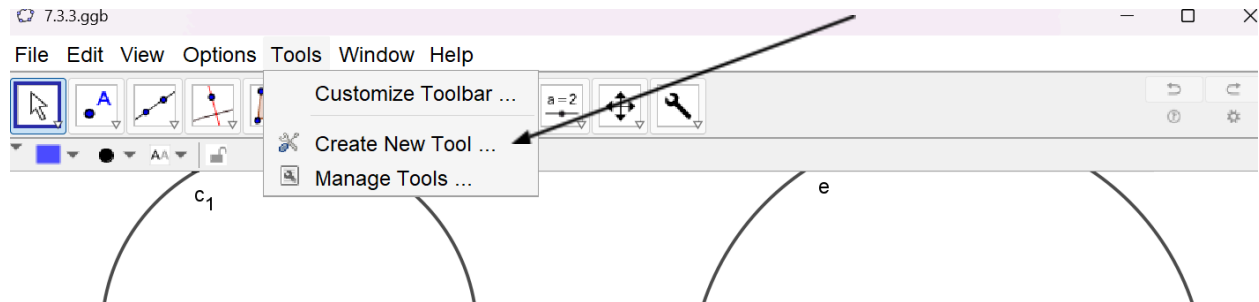 7.3.3.ggb
File Edit View Options Tools Window Help
Customize Toolbar ...
A
a=2
Create New Tool ...
AA
Manage Tools ...
c1
e